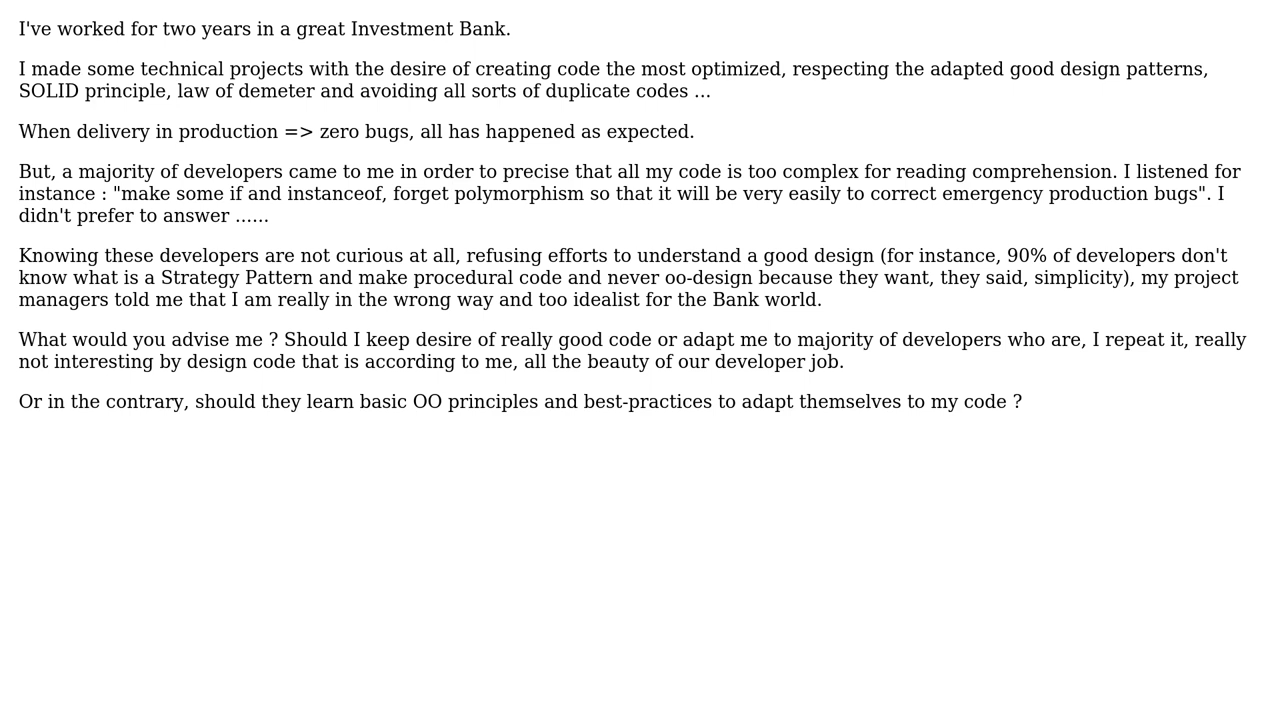 I've worked for two years in a great Investment Bank.
I made some technical projects with the desire of creating code the most optimized, respecting the adapted good design patterns,
SOLID principle, law of demeter and avoiding all sorts of duplicate codes ...
When delivery in production => zero bugs, all has happened as expected.
But, a majority of developers came to me in order to precise that all my code is too complex for reading comprehension. I listened for
instance : "make some if and instanceof, forget polymorphism so that it will be very easily to correct emergency production bugs". I
didn't prefer to answer ......
Knowing these developers are not curious at all, refusing efforts to understand a good design (for instance, 90% of developers don't
know what is a Strategy Pattern and make procedural code and never oo-design because they want, they said, simplicity), my project
managers told me that I am really in the wrong way and too idealist for the Bank world.
What would you advise me ? Should I keep desire of really good code or adapt me to majority of developers who are, I repeat it, really
not interesting by design code that is according to me, all the beauty of our developer job.
Or in the contrary, should they learn basic OO principles and best-practices to adapt themselves to my code ?